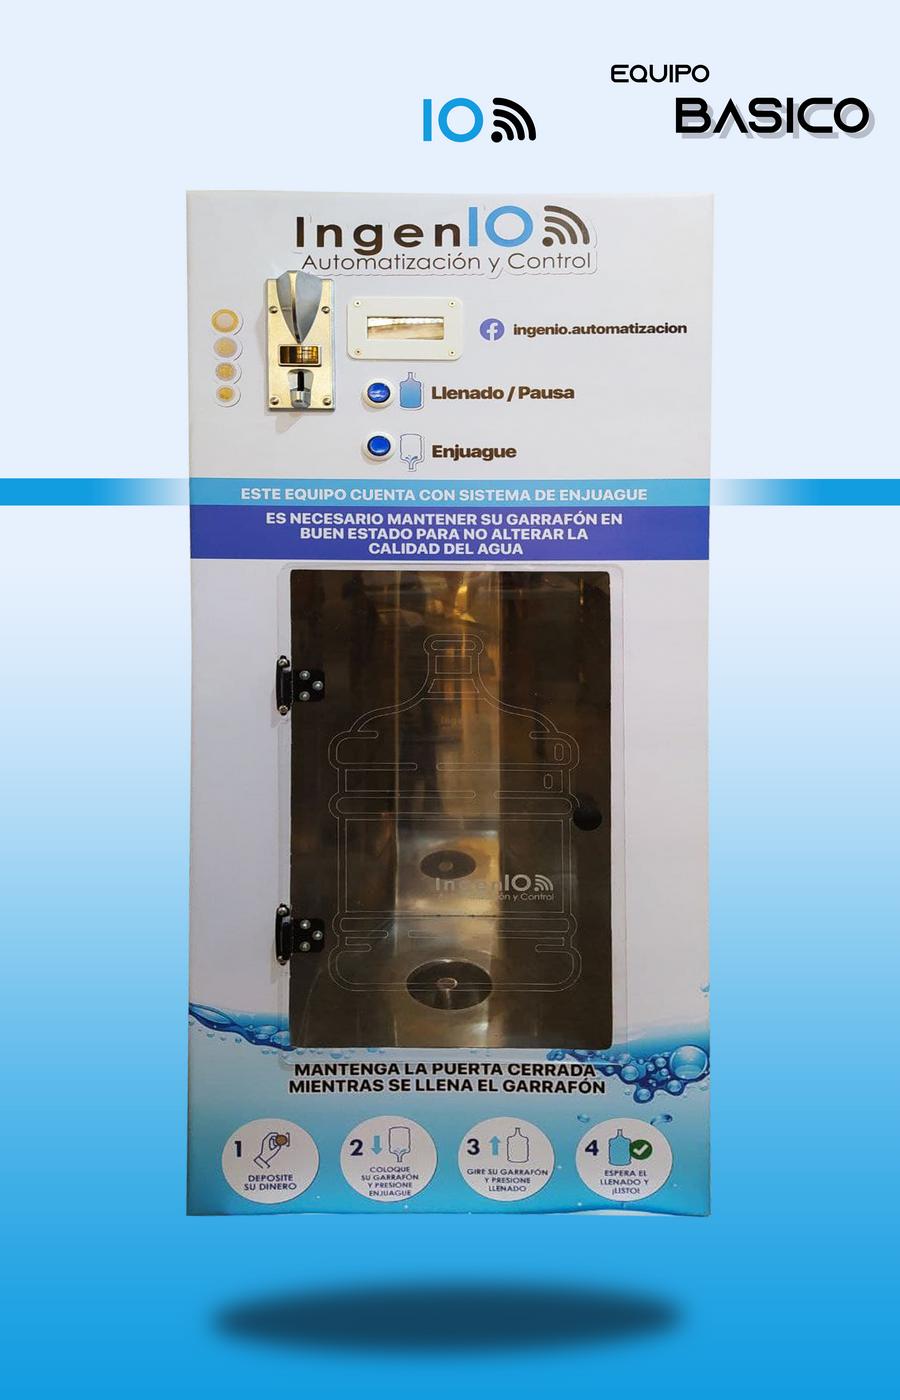 EQUIPO
IO
BASICO
IngenIO
Automatización y Control
ingenio.automatizacion
Llenado / Pausa
Enjuague
ESTE EQUIPO CUENTA CON SISTEMA DE ENJUAGUE
ES NECESARIO MANTENER SU GARRAFÓN EN
BUEN ESTADO PARA NO ALTERAR LA
CALIDAD DEL AGUA
IngenIO
Automatización y Control
MANTENGA LA PUERTA CERRADA
MIENTRAS SE LLENA EL GARRAFÓN
1
DEPOSITE
SU DINERO
2
COLOQUE
SU GARRAFÓN
Y PRESIONE
ENJUAGUE
3
GIRE SU GARRAFÓN
Y PRESIONE
LLENADO
4
ESPERA EL
LLENADO Y
¡LISTO!